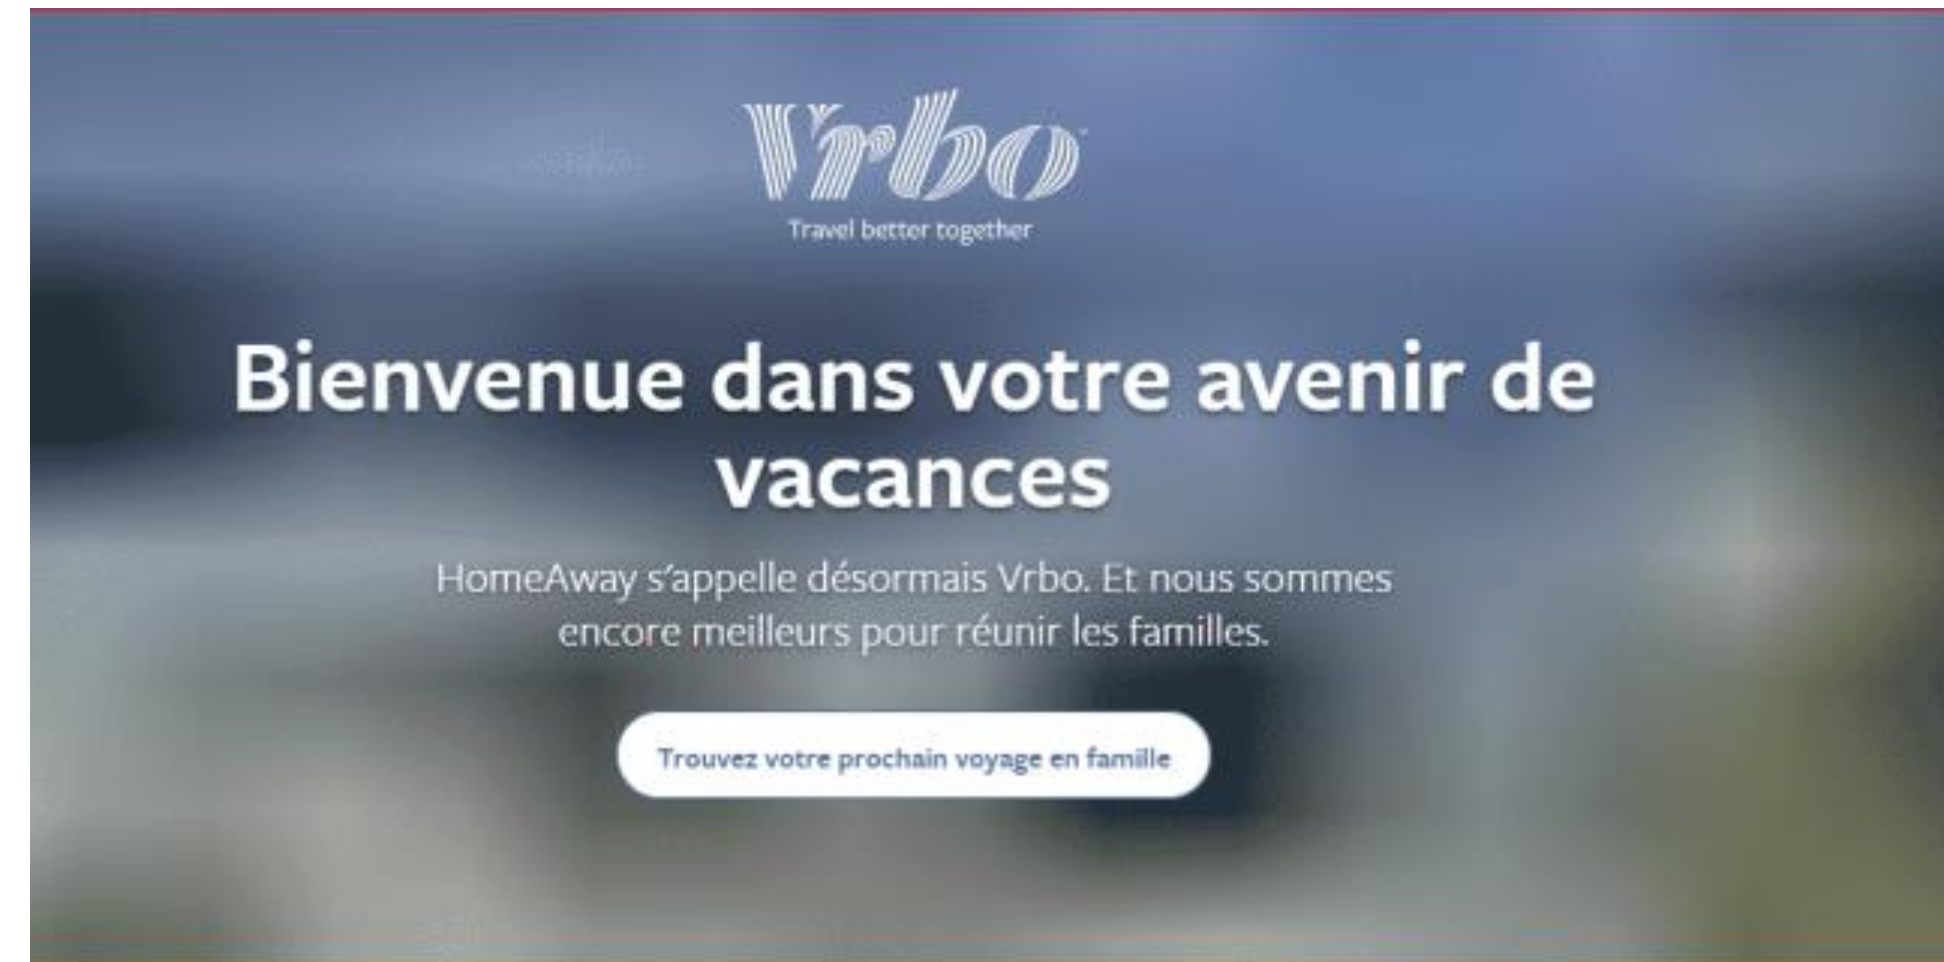 Vrbo
Travel better together
Bienvenue dans votre avenir de
vacances
HomeAway s'appelle désormais Vrbo. Et nous sommes
encore meilleurs pour réunir les familles.
Trouvez votre prochain voyage en famille